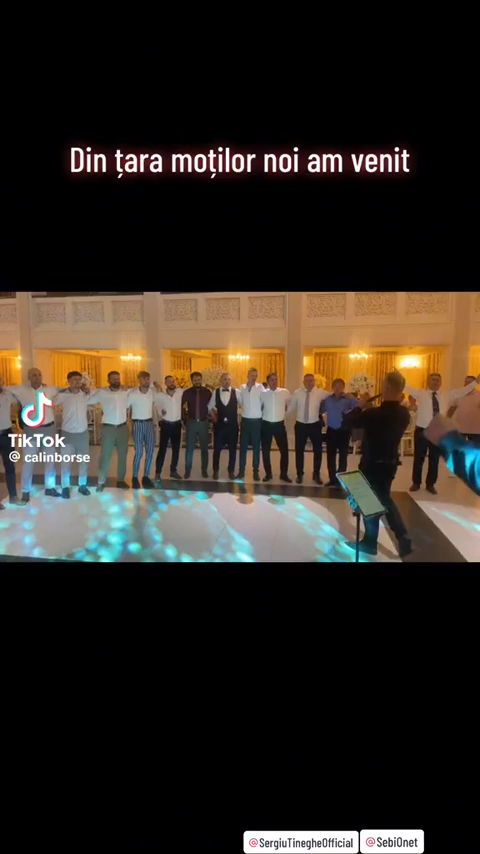 Din țara moților noi am venit
TikTok
@ calinborse
@SergiuTinegheOfficial
@SebiOnet